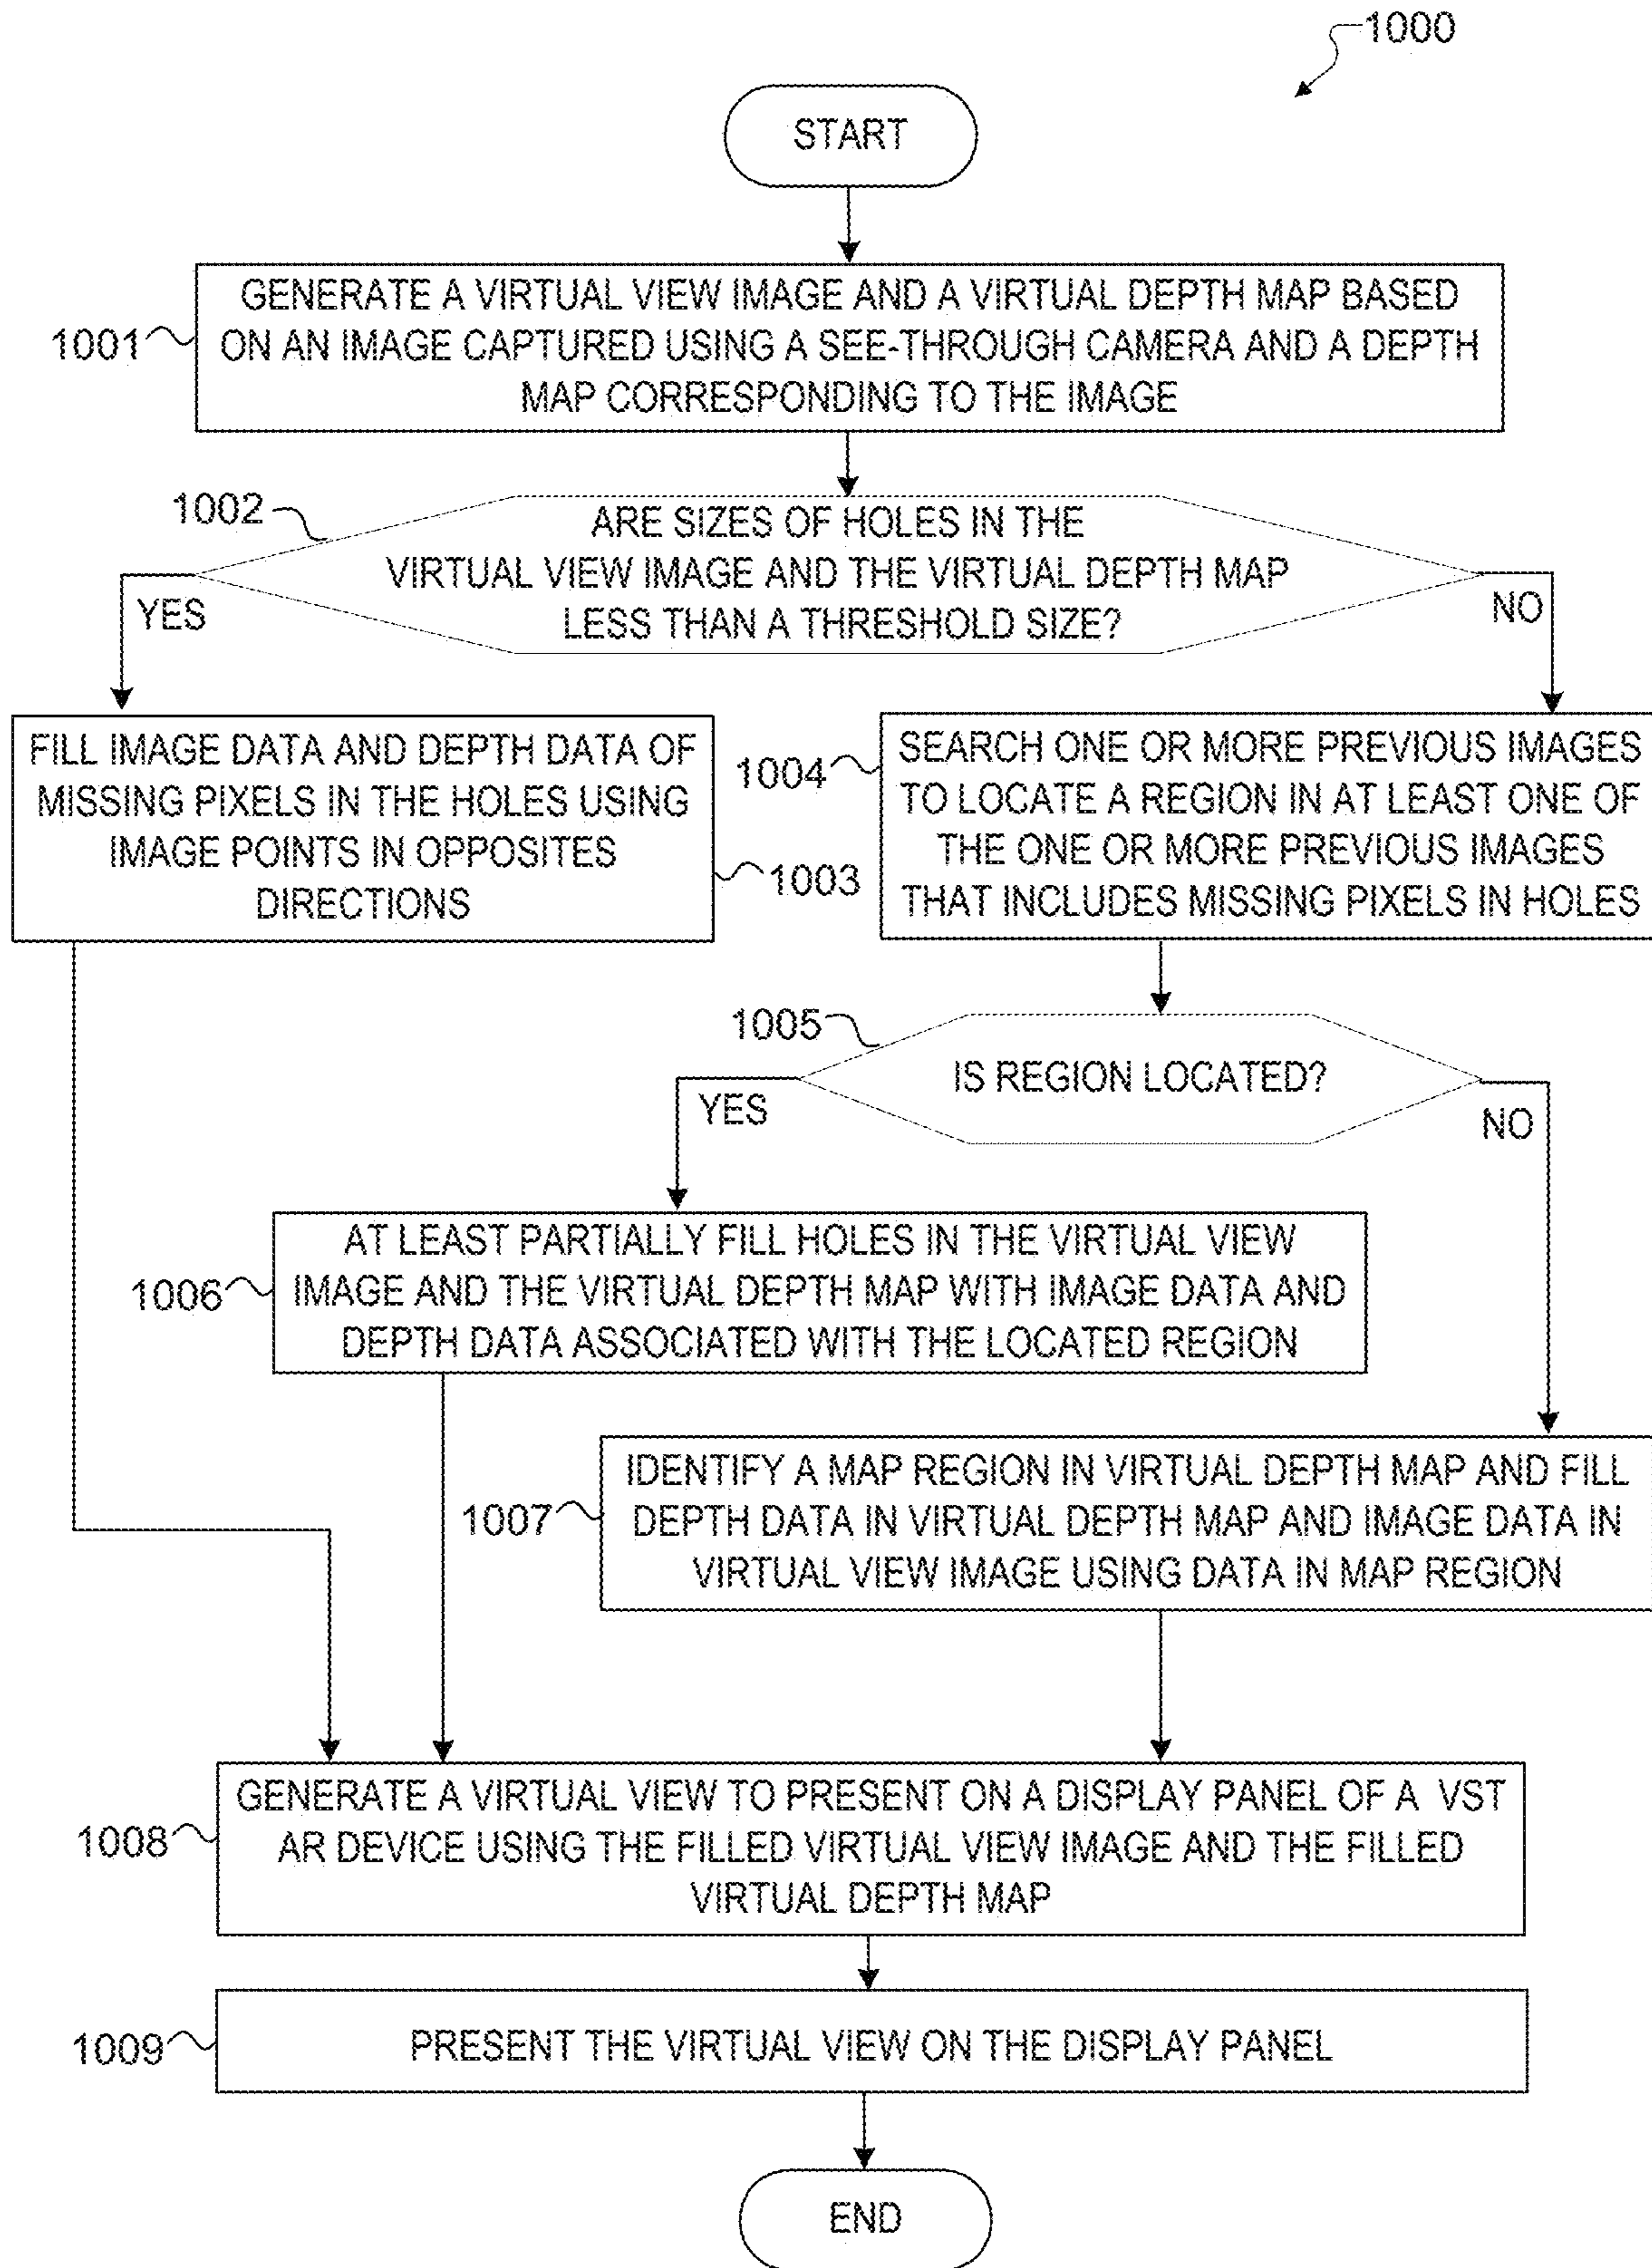 1000
START
GENERATE A VIRTUAL VIEW IMAGE AND A VIRTUAL DEPTH MAP BASED
1001
ON AN IMAGE CAPTURED USING A SEE-THROUGH CAMERA AND A DEPTH
MAP CORRESPONDING TO THE IMAGE
1002
ARE SIZES OF HOLES IN THE
VIRTUAL VIEW IMAGE AND THE VIRTUAL DEPTH MAP
LESS THAN A THRESHOLD SIZE?
YES
NO
FILL IMAGE DATA AND DEPTH DATA OF
MISSING PIXELS IN THE HOLES USING
IMAGE POINTS IN OPPOSITES
DIRECTIONS
1003
1004
SEARCH ONE OR MORE PREVIOUS IMAGES
TO LOCATE A REGION IN AT LEAST ONE OF
THE ONE OR MORE PREVIOUS IMAGES
THAT INCLUDES MISSING PIXELS IN HOLES
1005
IS REGION LOCATED?
YES
NO
AT LEAST PARTIALLY FILL HOLES IN THE VIRTUAL VIEW
1006
IMAGE AND THE VIRTUAL DEPTH MAP WITH IMAGE DATA AND
DEPTH DATA ASSOCIATED WITH THE LOCATED REGION
IDENTIFY A MAP REGION IN VIRTUAL DEPTH MAP AND FILL
1007
DEPTH DATA IN VIRTUAL DEPTH MAP AND IMAGE DATA IN
VIRTUAL VIEW IMAGE USING DATA IN MAP REGION
GENERATE A VIRTUAL VIEW TO PRESENT ON A DISPLAY PANEL OF A VST
1008
AR DEVICE USING THE FILLED VIRTUAL VIEW IMAGE AND THE FILLED
VIRTUAL DEPTH MAP
1009
PRESENT THE VIRTUAL VIEW ON THE DISPLAY PANEL
END